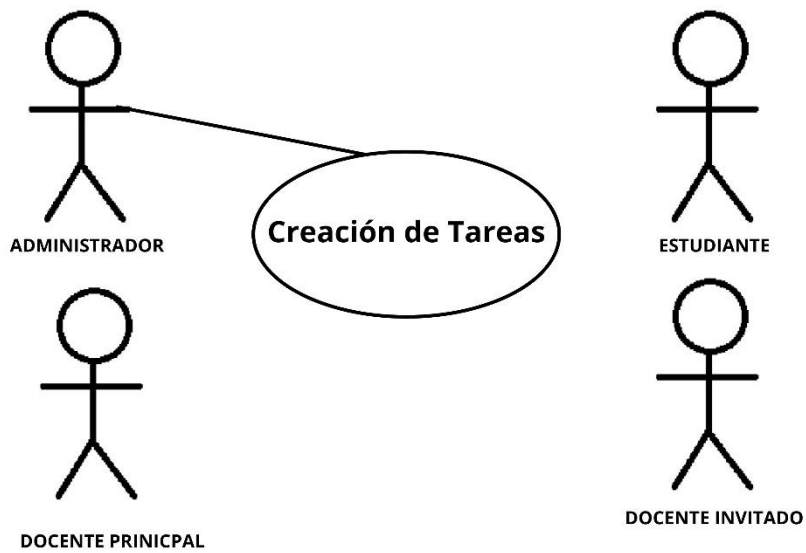 Creación de Tareas
ADMINISTRADOR
ESTUDIANTE
DOCENTE PRINICPAL
DOCENTE INVITADO